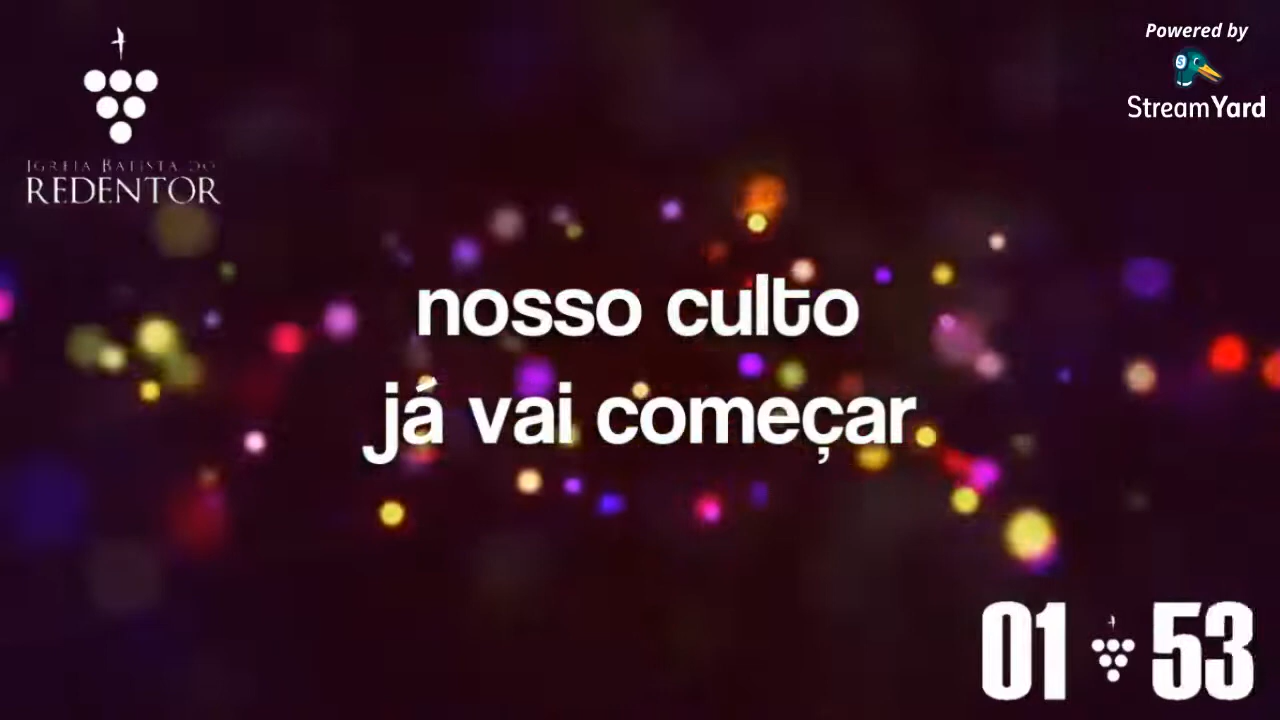 Powered by
StreamYard
IGREJA BATISTA DO
REDENTOR
nosso culto
já vai começar
01 53